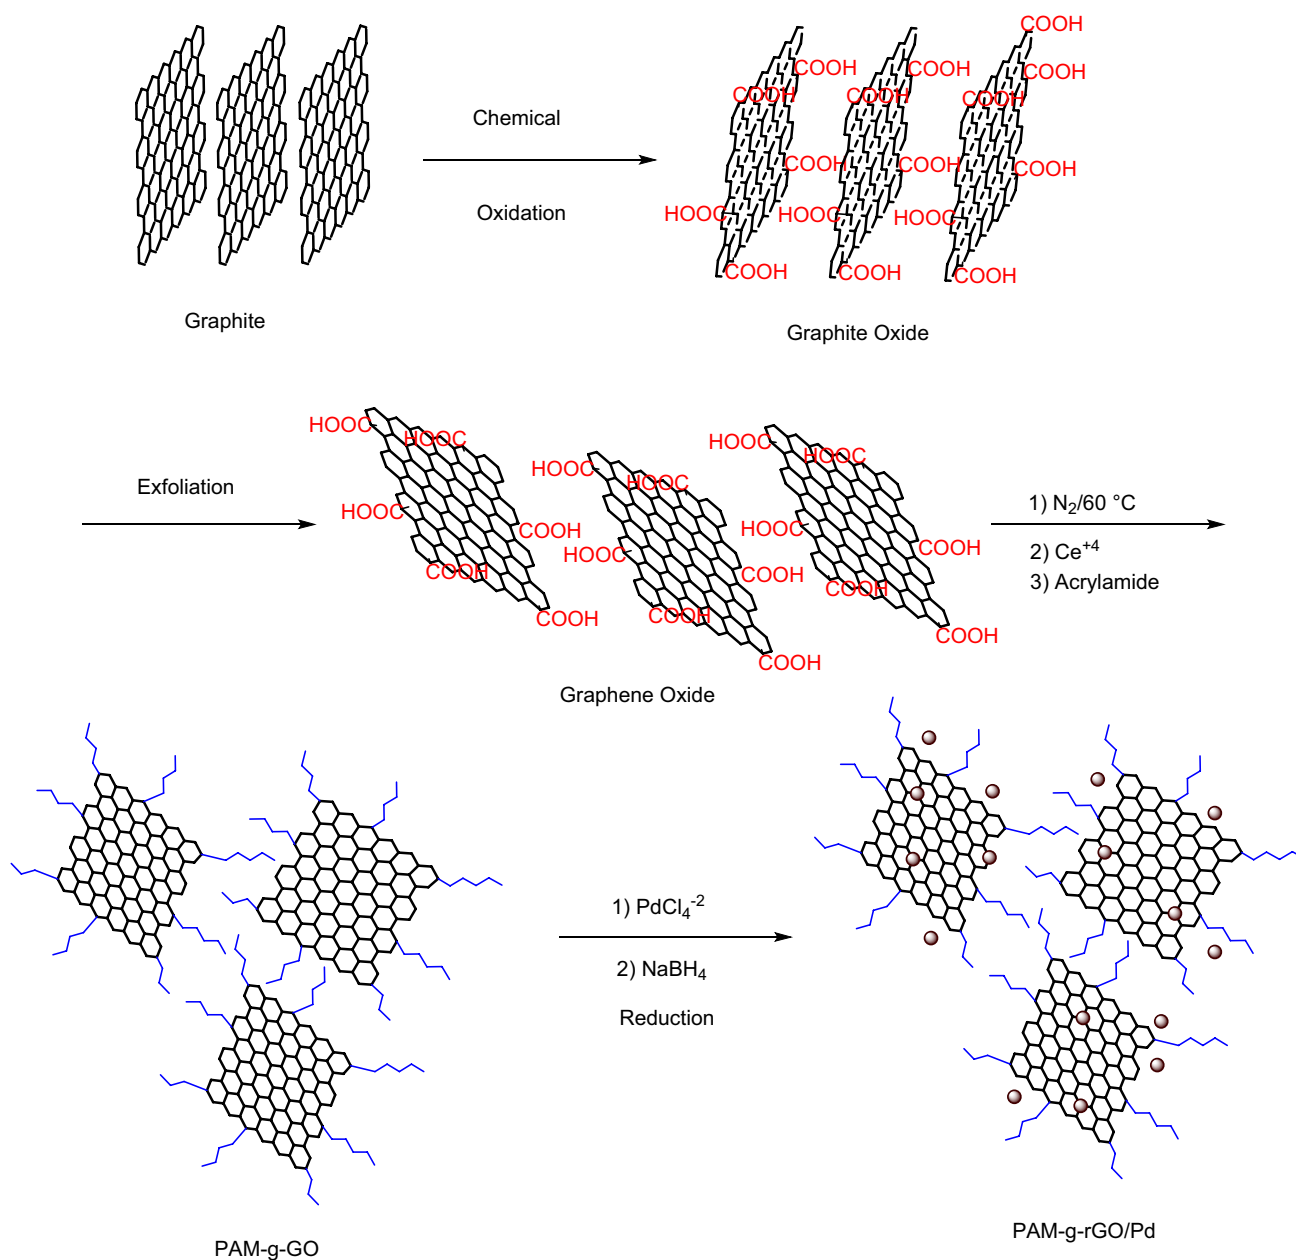 COOH
COOH COOH COOH
COOH COOH COOH
Chemical
COOH COOH COOH
Oxidation
HOOC HOOC HOOC
COOH COOH COOH
Graphite
Graphite Oxide
HOOC HOOC
HOOC HOOC
HOOC HOOC
Exfoliation
HOOC COOH
HOOC COOH
HOOC COOH
COOH COOH
COOH COOH
COOH COOH
COOH
1) N₂/60 °C
2) Ce⁺⁴
3) Acrylamide
Graphene Oxide
1) PdCl₄⁻²
2) NaBH₄
Reduction
PAM-g-GO
PAM-g-rGO/Pd